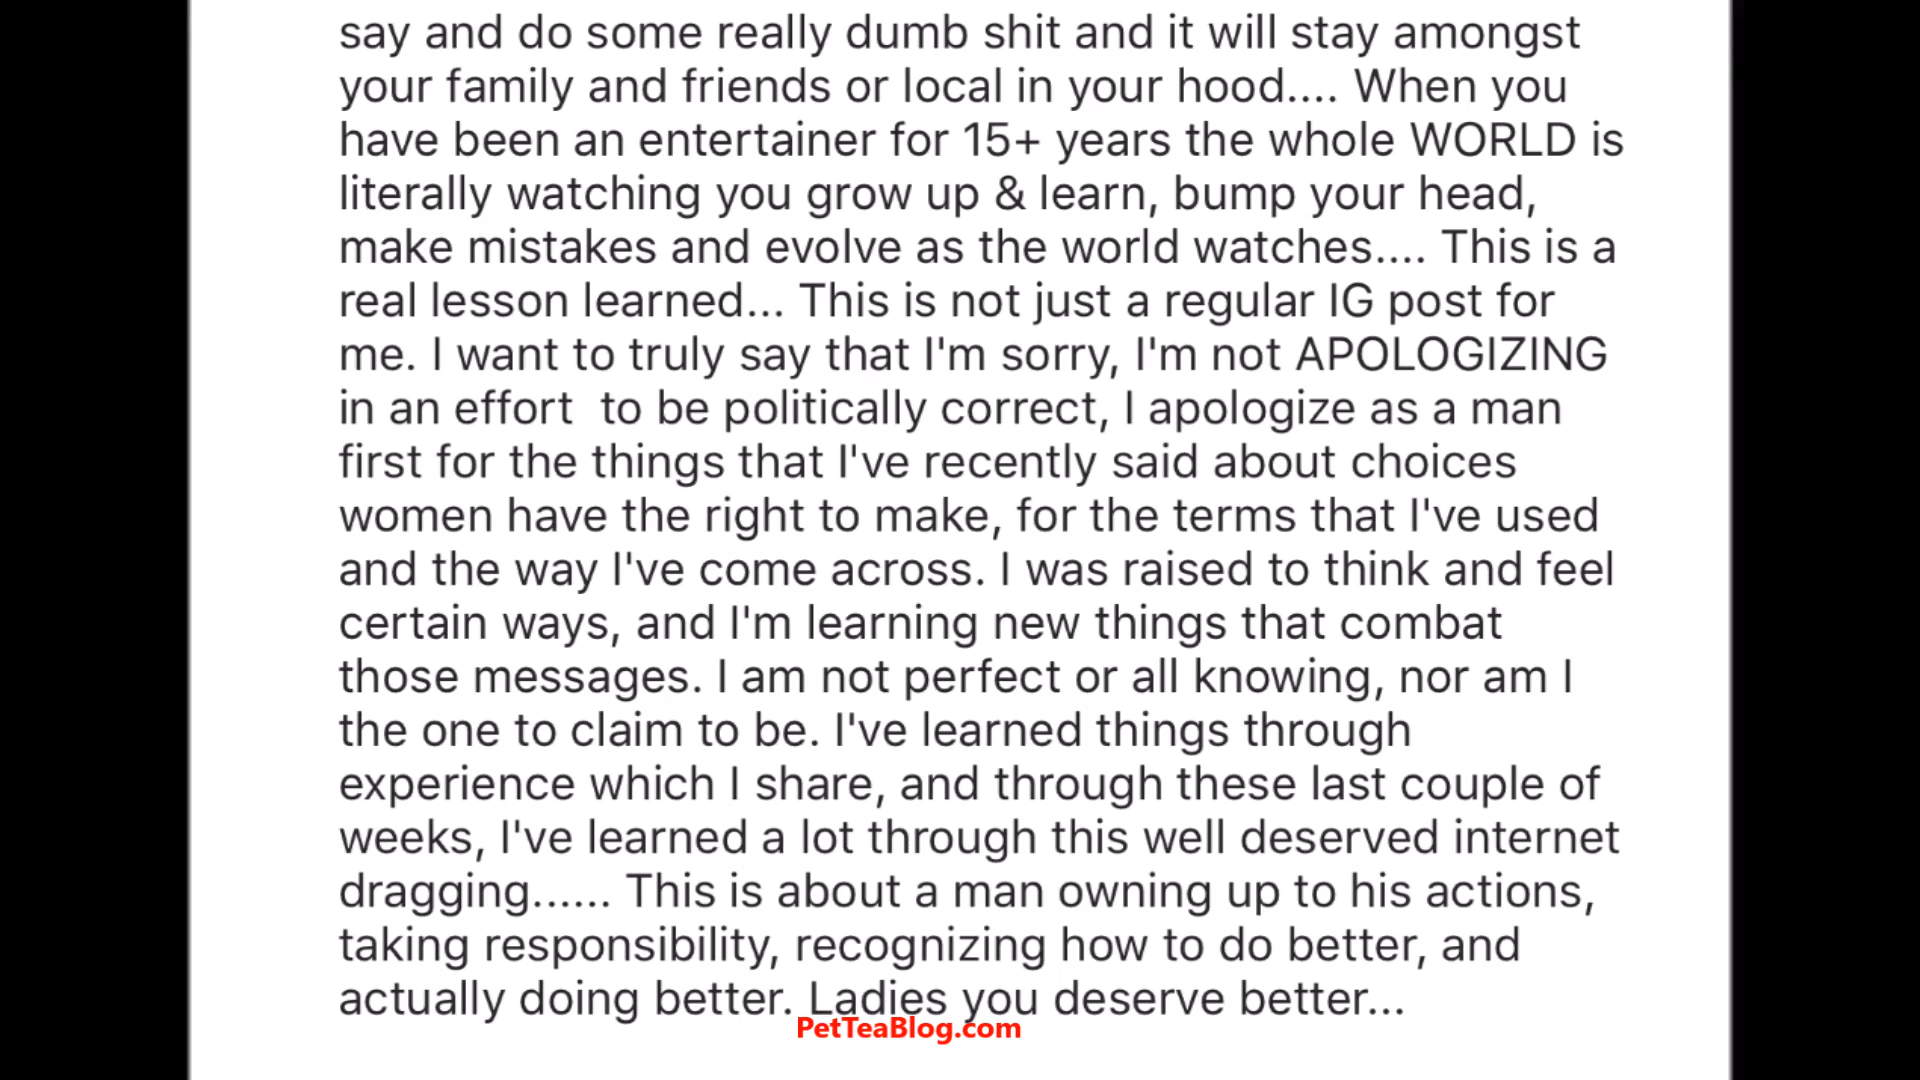 say and do some really dumb shit and it will stay amongst
your family and friends or local in your hood.... When you
have been an entertainer for 15+ years the whole WORLD is
literally watching you grow up & learn, bump your head,
make mistakes and evolve as the world watches.... This is a
real lesson learned... This is not just a regular IG post for
me. I want to truly say that I'm sorry, I'm not APOLOGIZING
in an effort  to be politically correct, I apologize as a man
first for the things that I've recently said about choices
women have the right to make, for the terms that I've used
and the way I've come across. I was raised to think and feel
certain ways, and I'm learning new things that combat
those messages. I am not perfect or all knowing, nor am I
the one to claim to be. I've learned things through
experience which I share, and through these last couple of
weeks, I've learned a lot through this well deserved internet
dragging...... This is about a man owning up to his actions,
taking responsibility, recognizing how to do better, and
actually doing better. Ladies you deserve better...
PetTeaBlog.com